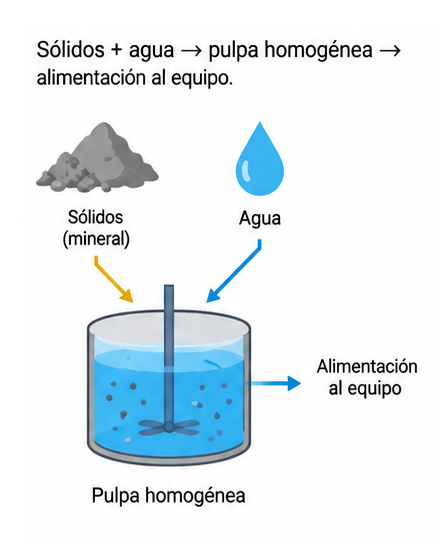 Sólidos + agua → pulpa homogénea →
alimentación al equipo.
Sólidos
(mineral)
Agua
Alimentación
al equipo
Pulpa homogénea